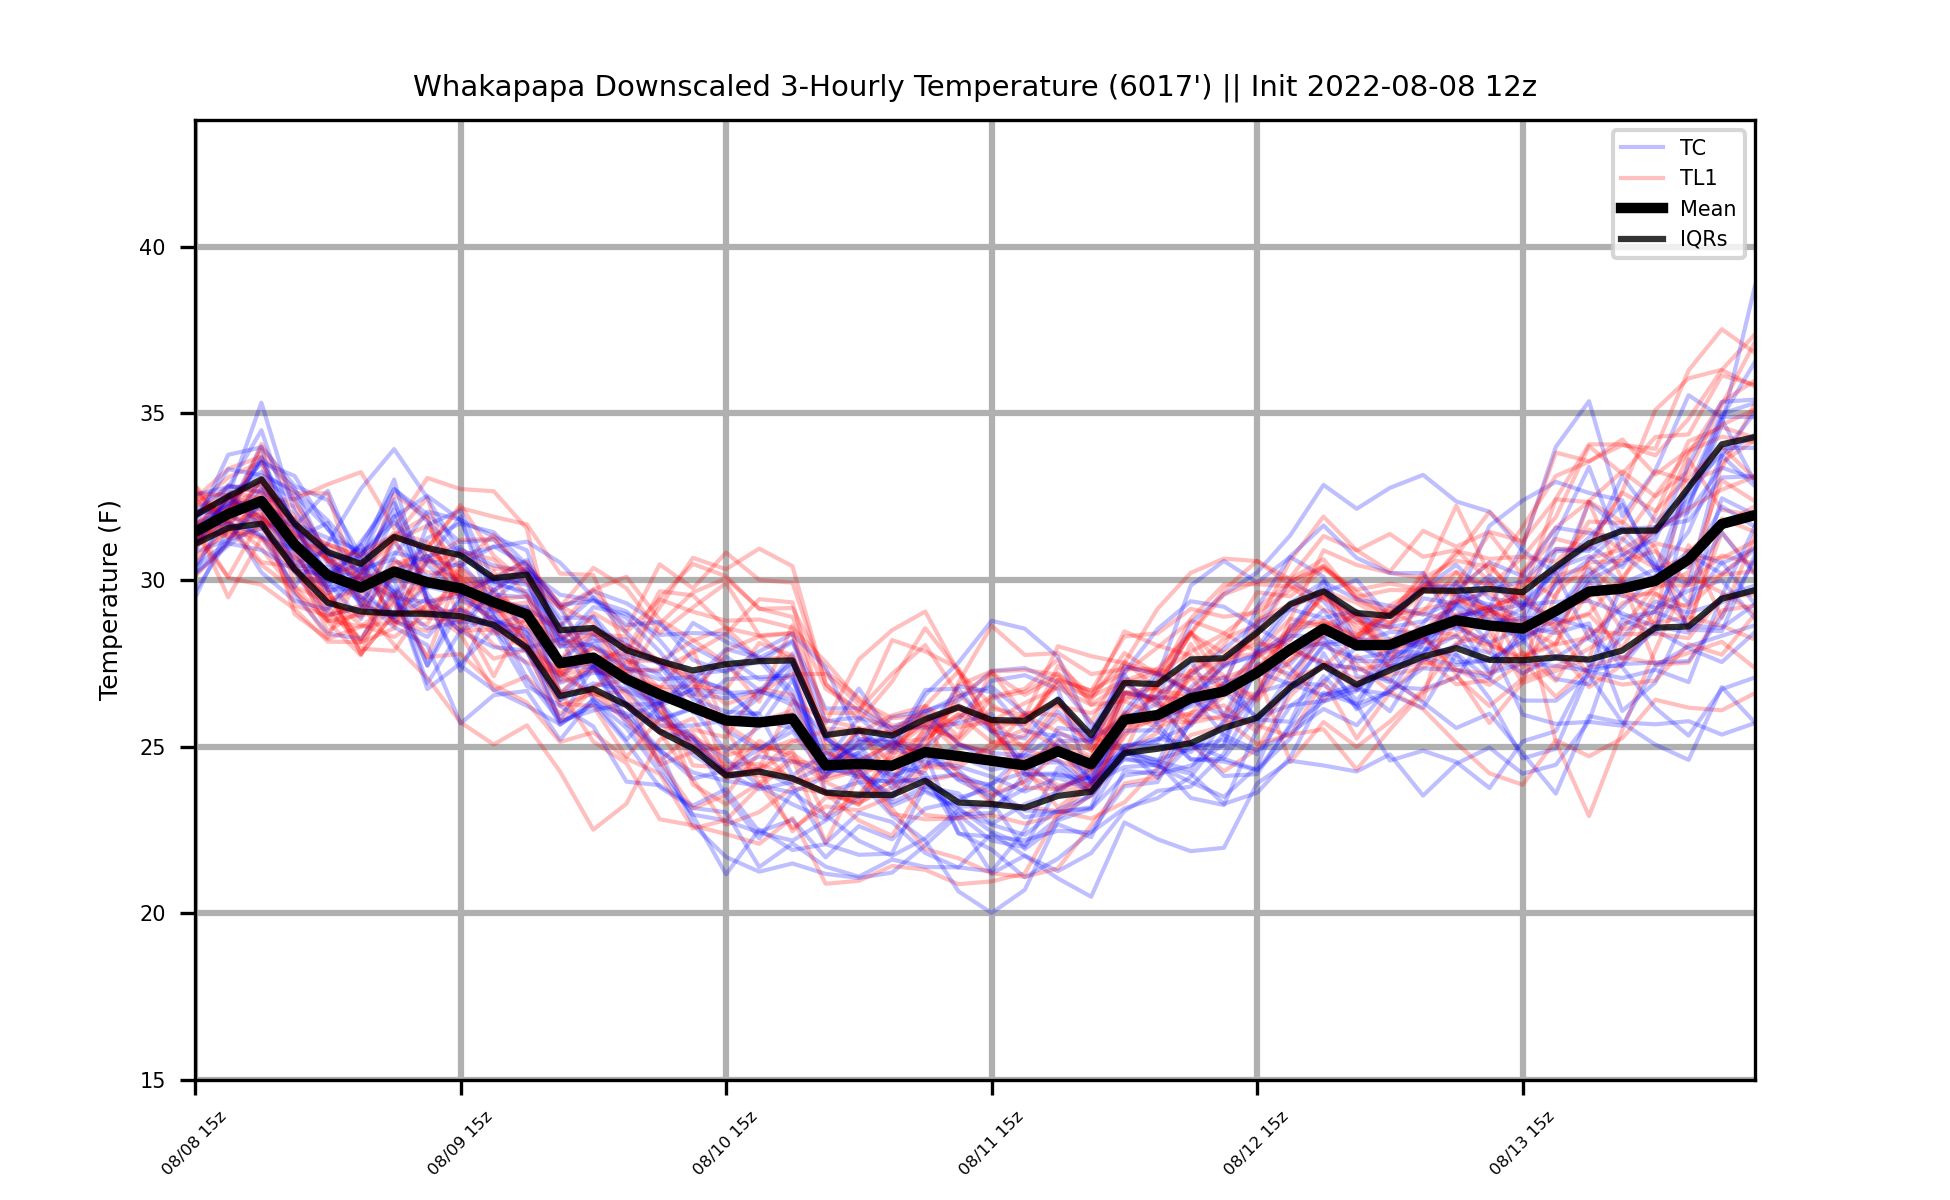 Whakapapa Downscaled 3-Hourly Temperature (6017') || Init 2022-08-08 12z
TC
TL1
Mean
IQRs
Temperature (F)
40
35
30
25
20
15
08/08 15z
08/09 15z
08/10 15z
08/11 15z
08/12 15z
08/13 15z